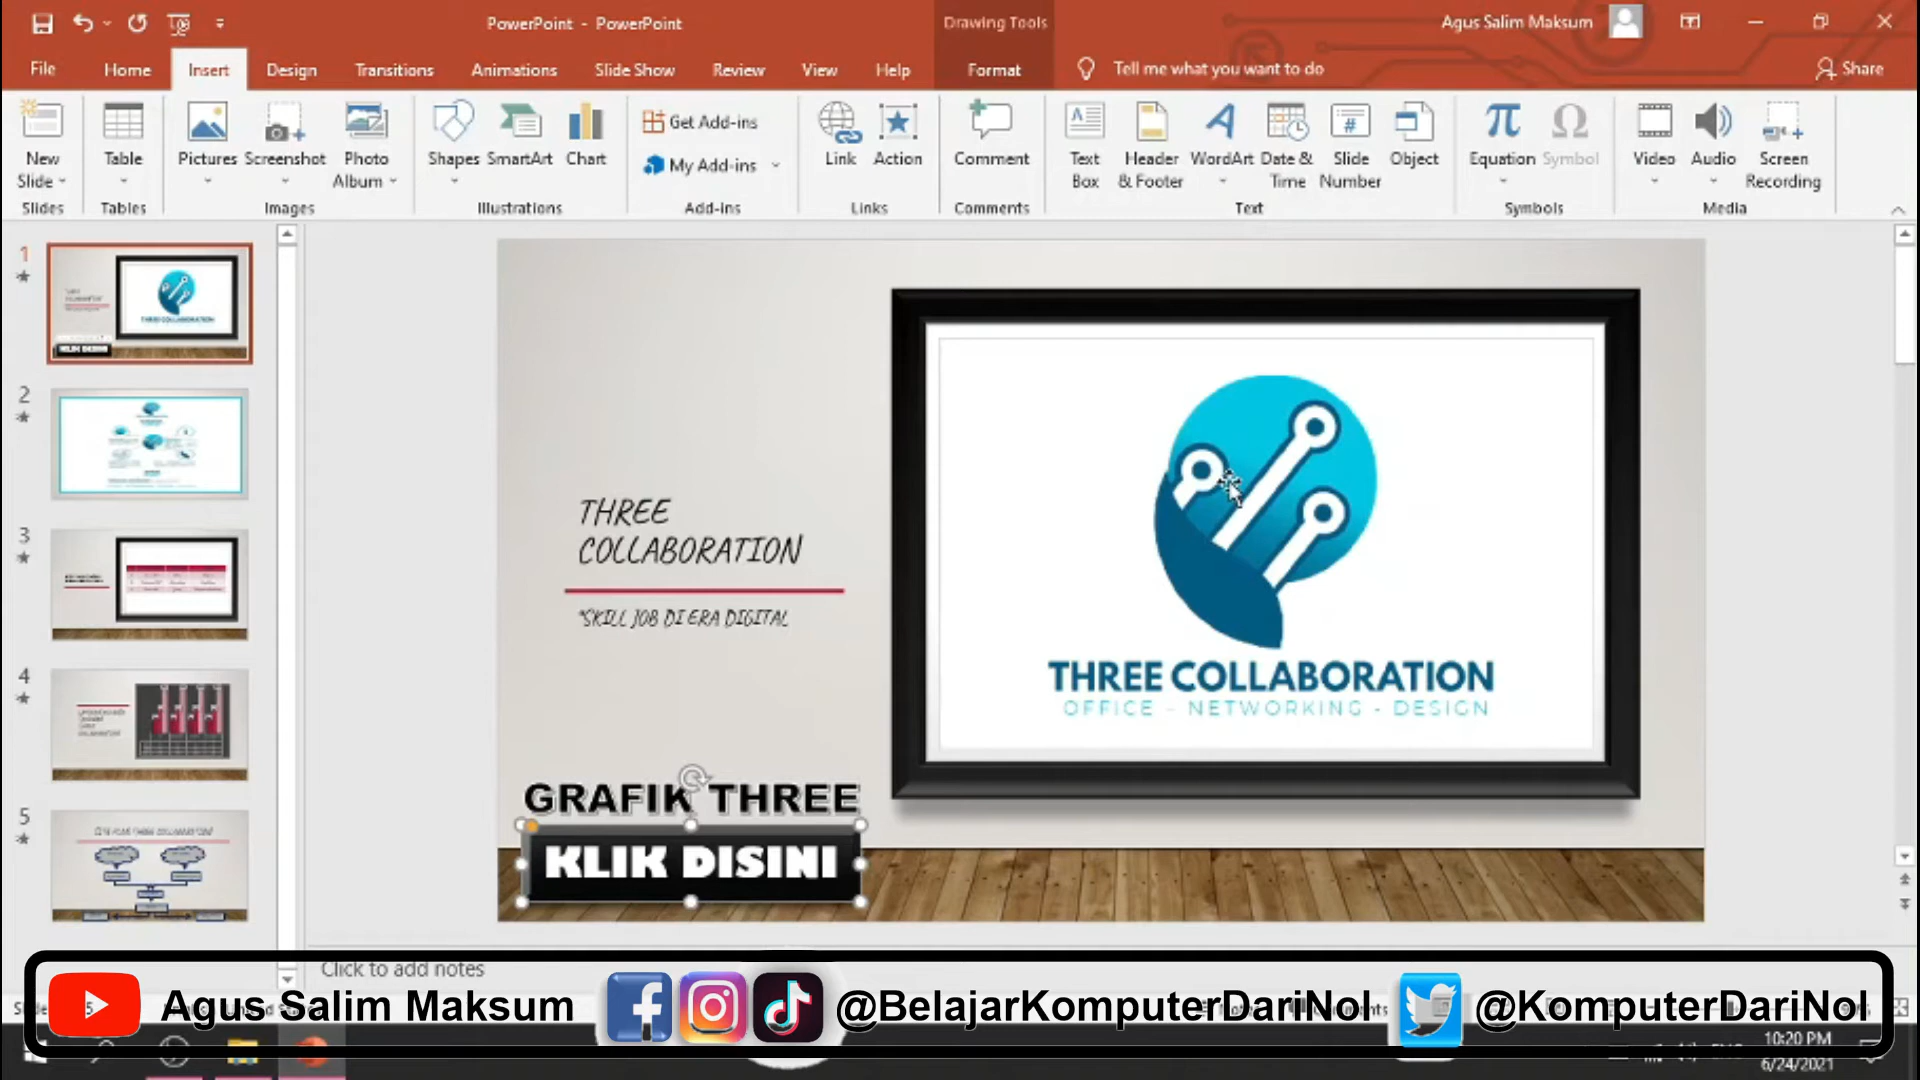 PowerPoint - PowerPoint
Drawing Tools
Agus Salim Maksum
File
Home
Insert
Design
Transitions
Animations
Slide Show
Review
View
Help
Format
Tell me what you want to do
Share
New Slide
Table
Pictures
Screenshot
Photo Album
Shapes
SmartArt
Chart
Get Add-ins
My Add-ins
Link
Action
Comment
Text Box
Header & Footer
WordArt
Date & Time
Slide Number
Object
Equation
Symbol
Video
Audio
Screen Recording
Slides
Tables
Images
Illustrations
Add-ins
Links
Comments
Text
Symbols
Media
1
2
3
4
5
THREE
COLLABORATION
"SKILL JOB DI ERA DIGITAL
THREE COLLABORATION
OFFICE - NETWORKING - DESIGN
GRAFIK THREE
KLIK DISINI
Click to add notes
Agus Salim Maksum
@BelajarKomputerDariNol
@KomputerDariNol
10:20 PM
6/24/2021